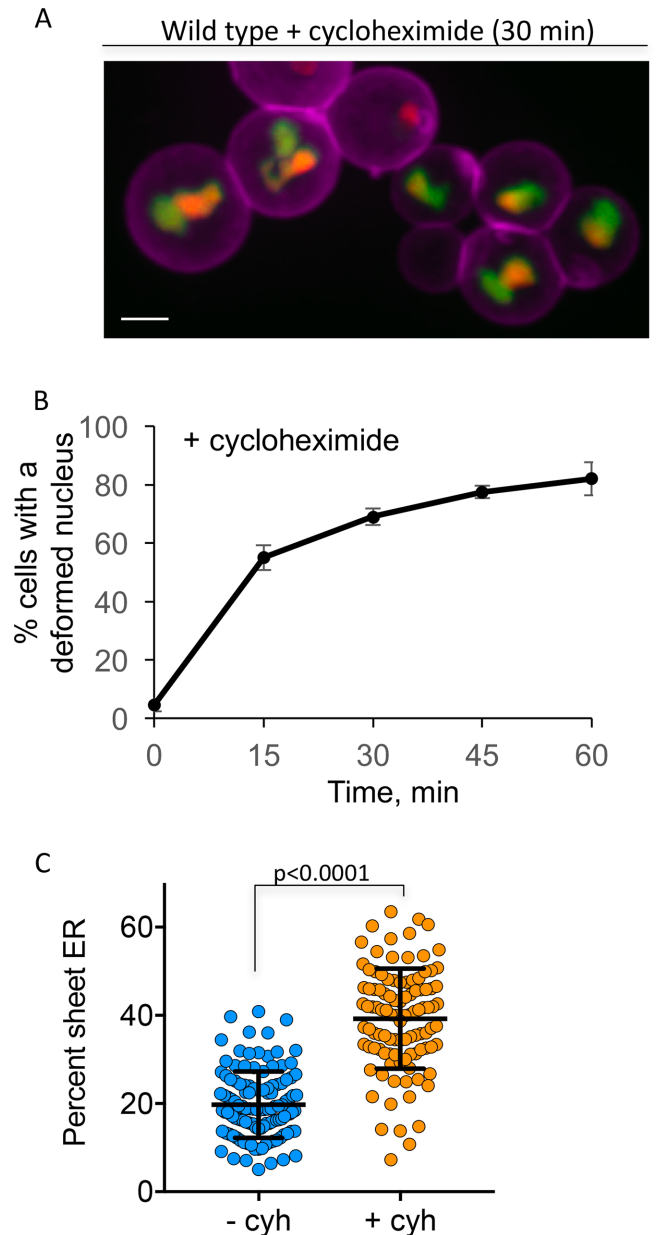 A
Wild type + cycloheximide (30 min)
B
+ cycloheximide
% cells with a
deformed nucleus
100
80
60
40
20
0
0 15 30 45 60
Time, min
C
p<0.0001
Percent sheet ER
60
40
20
0
- cyh + cyh